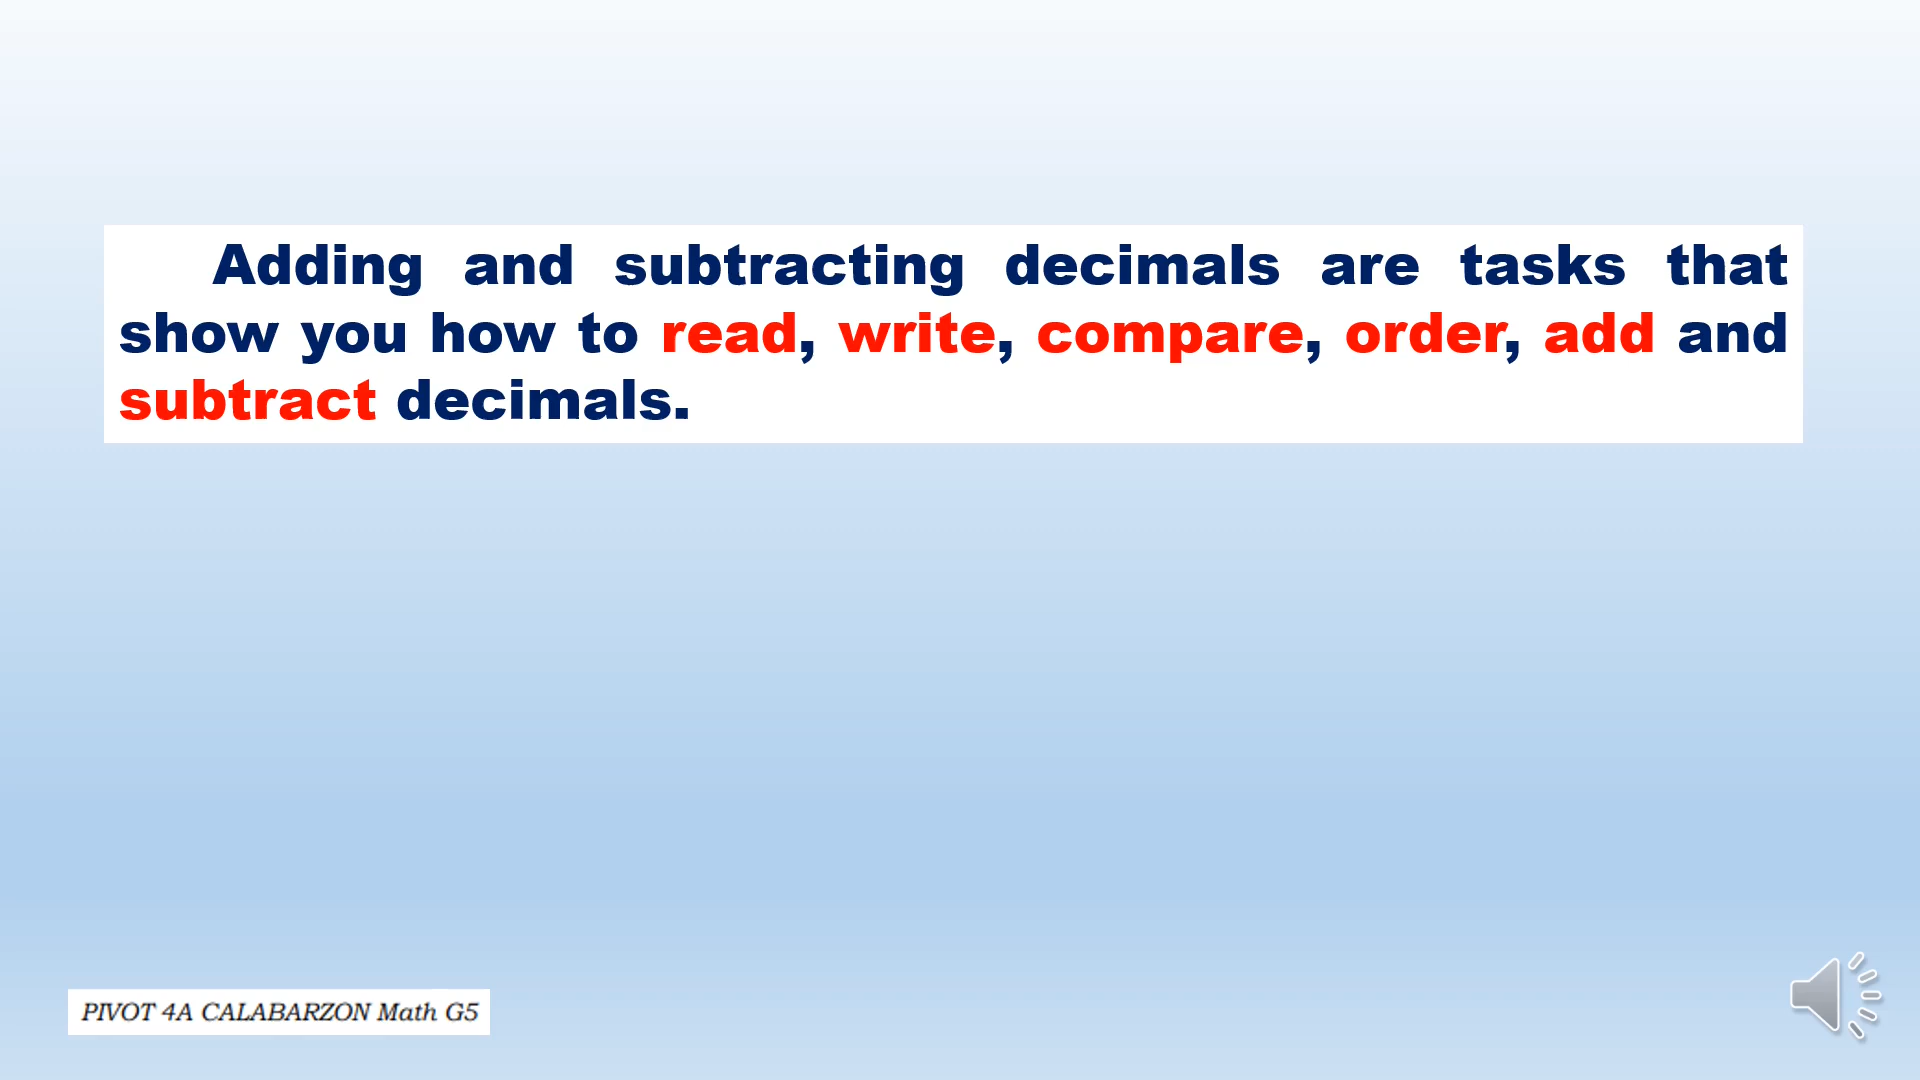 Adding and subtracting decimals are tasks that
show you how to read, write, compare, order, add and
subtract decimals.
PIVOT 4A CALABARZON Math G5